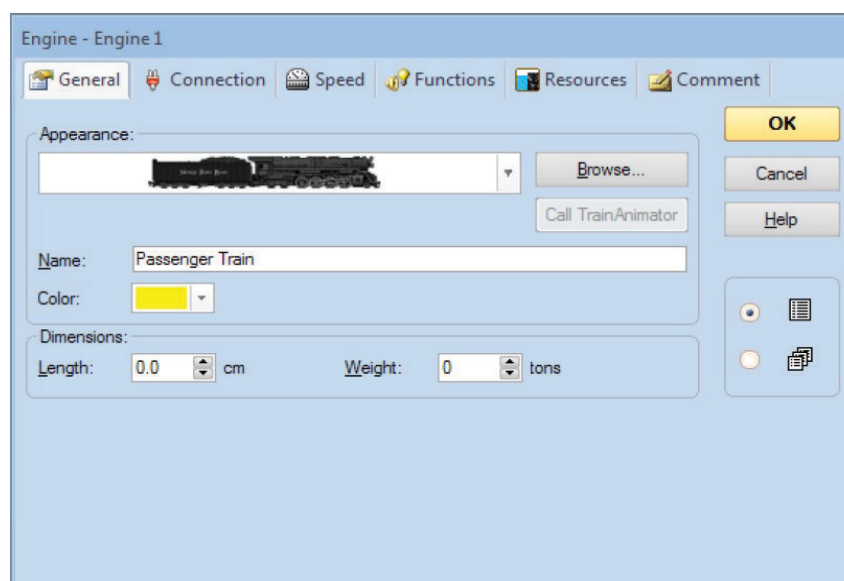 Engine - Engine 1
General Connection Speed Functions Resources Comment
Appearance:
Browse...
Call TrainAnimator
Name: Passenger Train
Color:
Dimensions:
Length: 0.0 cm Weight: 0 tons
OK
Cancel
Help